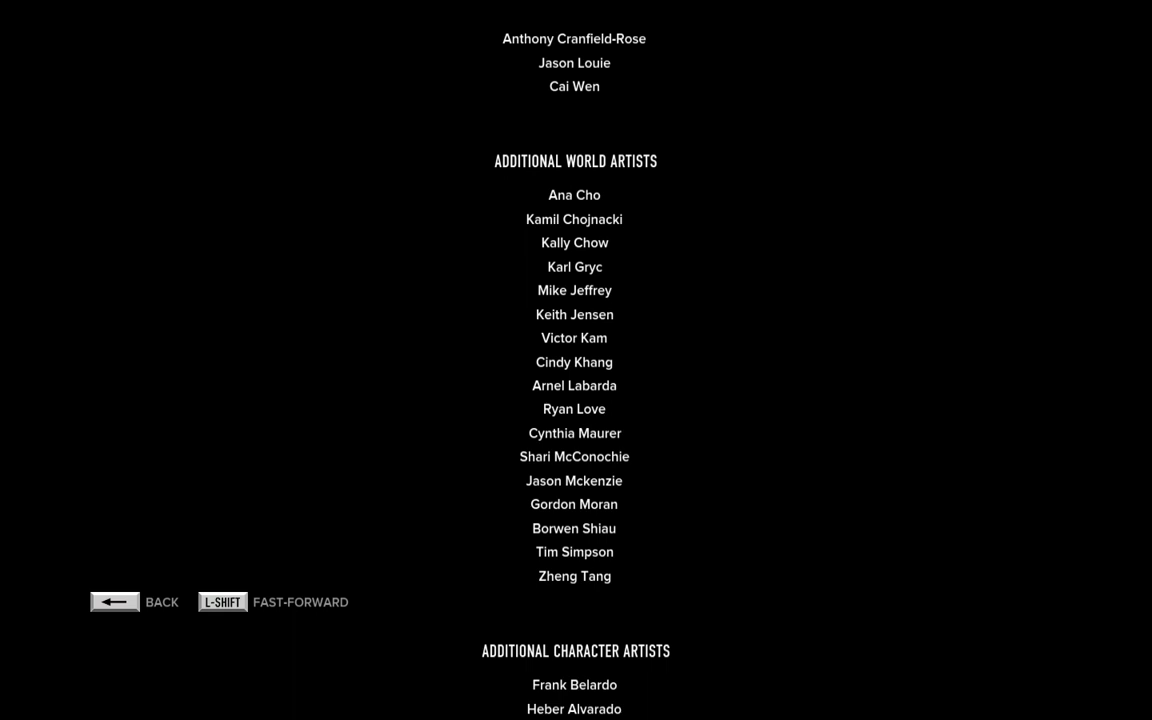 Anthony Cranfield-Rose
Jason Louie
Cai Wen
ADDITIONAL WORLD ARTISTS
Ana Cho
Kamil Chojnacki
Kally Chow
Karl Gryc
Mike Jeffrey
Keith Jensen
Victor Kam
Cindy Khang
Arnel Labarda
Ryan Love
Cynthia Maurer
Shari McConochie
Jason Mckenzie
Gordon Moran
Borwen Shiau
Tim Simpson
Zheng Tang
BACK L-SHIFT FAST-FORWARD
ADDITIONAL CHARACTER ARTISTS
Frank Belardo
Heber Alvarado